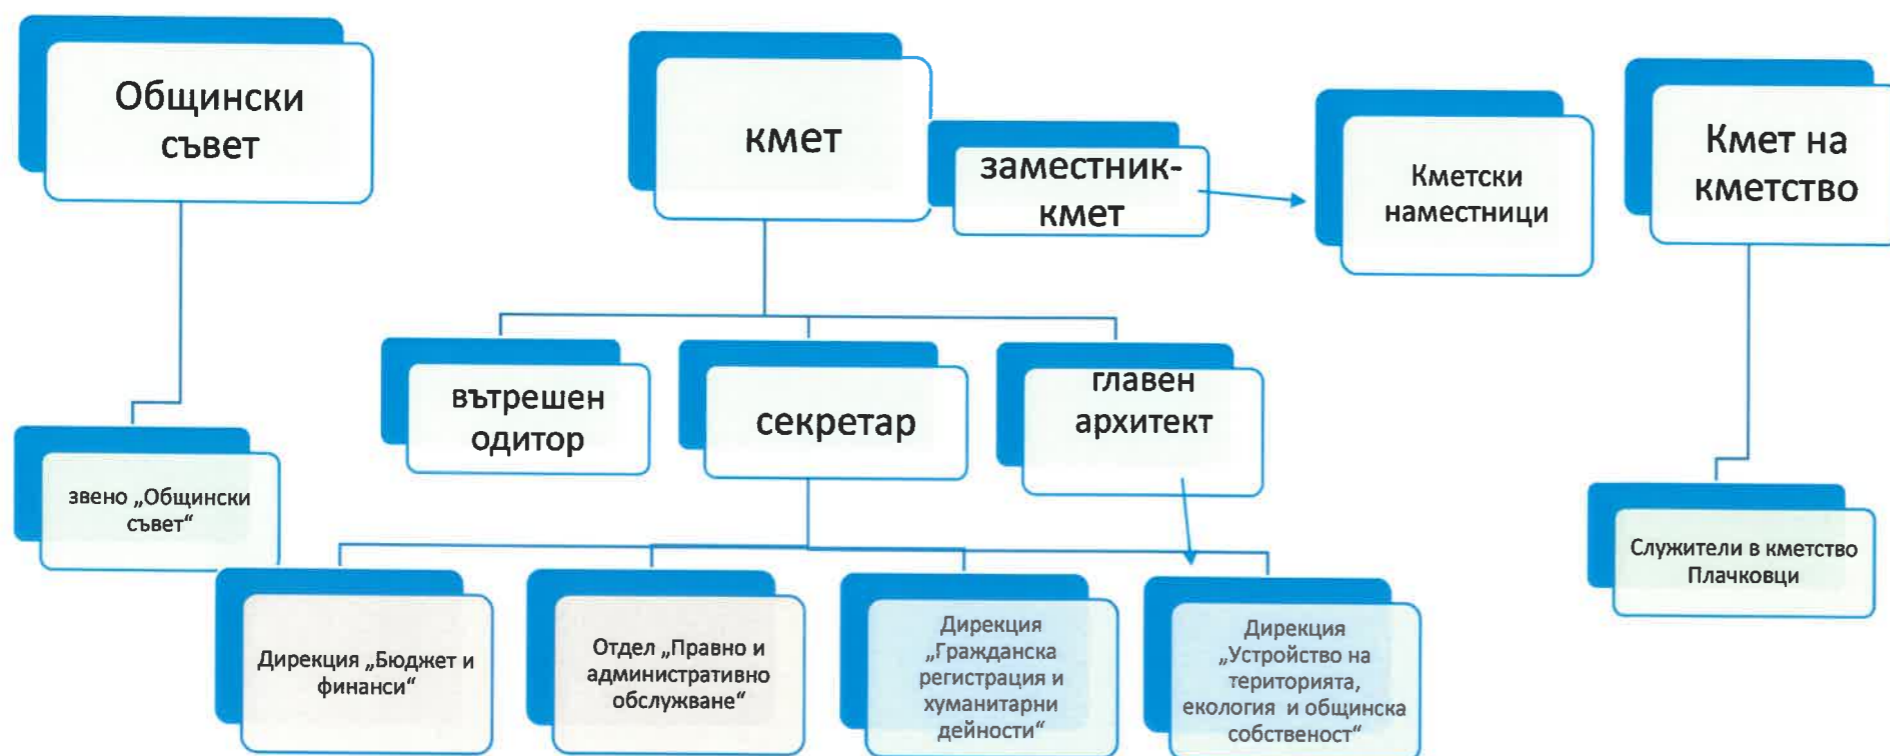 Общински
съвет
кмет
заместник-
кмет
Кметски
наместници
Кмет на
кметство
вътрешен
одитор
секретар
главен
архитект
звено „Общински
съвет“
Служители в кметство
Плачковци
Дирекция „Бюджет и
финанси“
Отдел „Правно и
административно
обслужване“
Дирекция
„Гражданска
регистрация и
хуманитарни
дейности“
Дирекция
„Устройство на
територията,
екология и общинска
собственост“